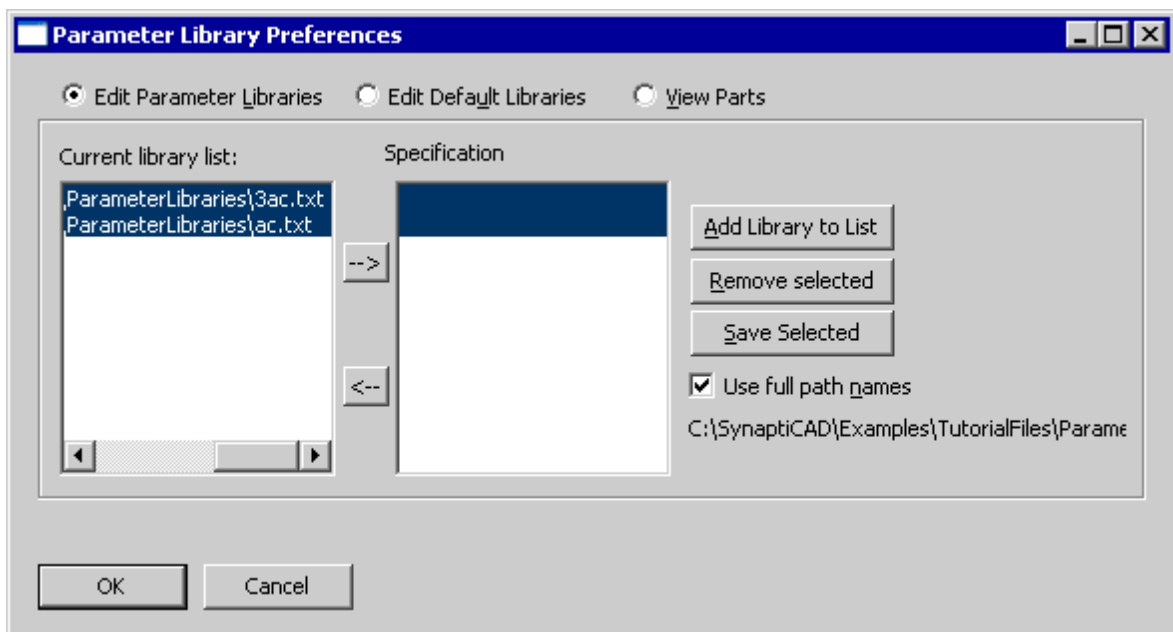 Parameter Library Preferences
Edit Parameter Libraries
Edit Default Libraries
View Parts
Current library list:
Specification
ParameterLibraries\3ac.txt
ParameterLibraries\ac.txt
-->
<--
Add Library to List
Remove selected
Save Selected
Use full path names
C:\SynaptiCAD\Examples\TutorialFiles\Parame
OK
Cancel